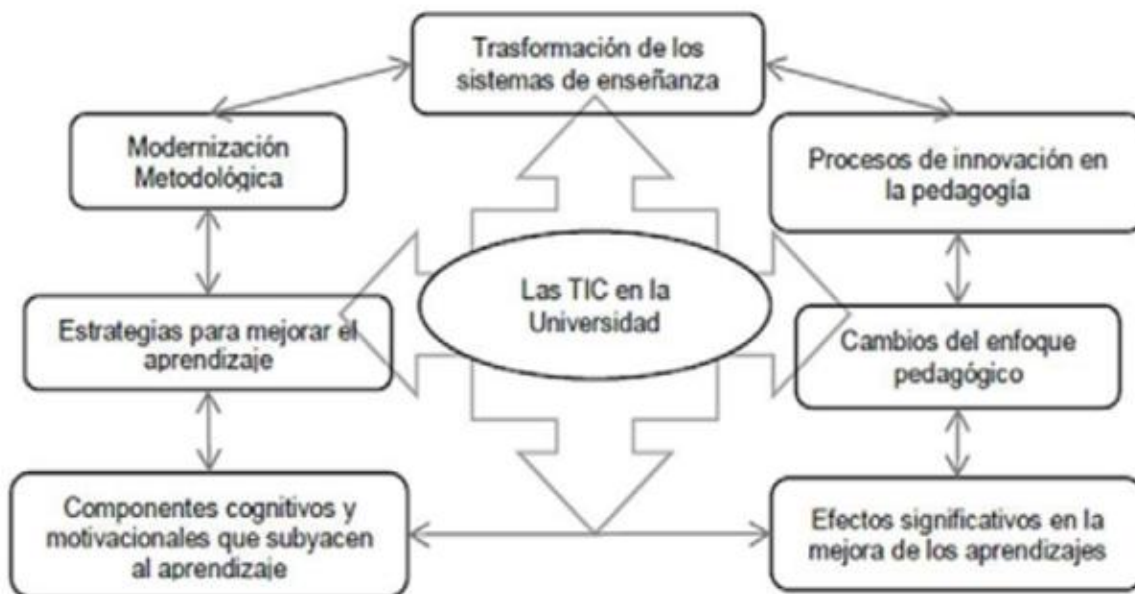 Trasformación de los
sistemas de enseñanza
Modernización
Metodológica
Procesos de innovación en
la pedagogía
Las TIC en la
Universidad
Estrategias para mejorar el
aprendizaje
Cambios del enfoque
pedagógico
Componentes cognitivos y
motivacionales que subyacen
al aprendizaje
Efectos significativos en la
mejora de los aprendizajes